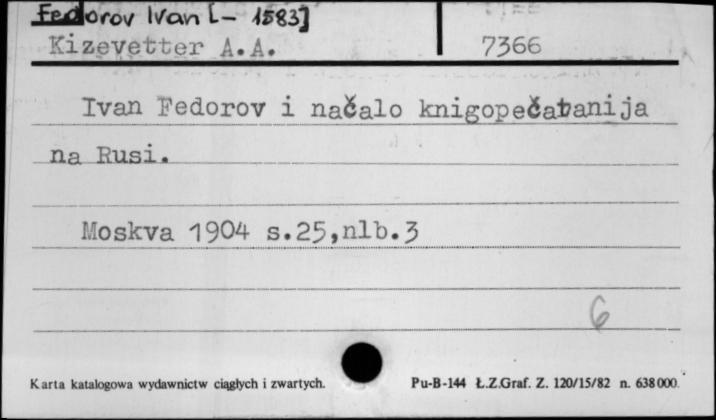 Fedorov Ivan [- 1583]
Kizevetter A.A. 7366
Ivan Fedorov i načalo knigopečatanija
na Rusi.
Moskva 1904 s.25,nlb.3
6
Karta katalogowa wydawnictw ciągłych i zwartych. Pu-B-144 Ł.Z.Graf. Z. 120/15/82 n. 638000.